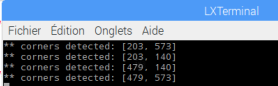 LXTerminal
Fichier Édition Onglets Aide
** corners detected: [203, 573]
** corners detected: [203, 140]
** corners detected: [479, 140]
** corners detected: [479, 573]